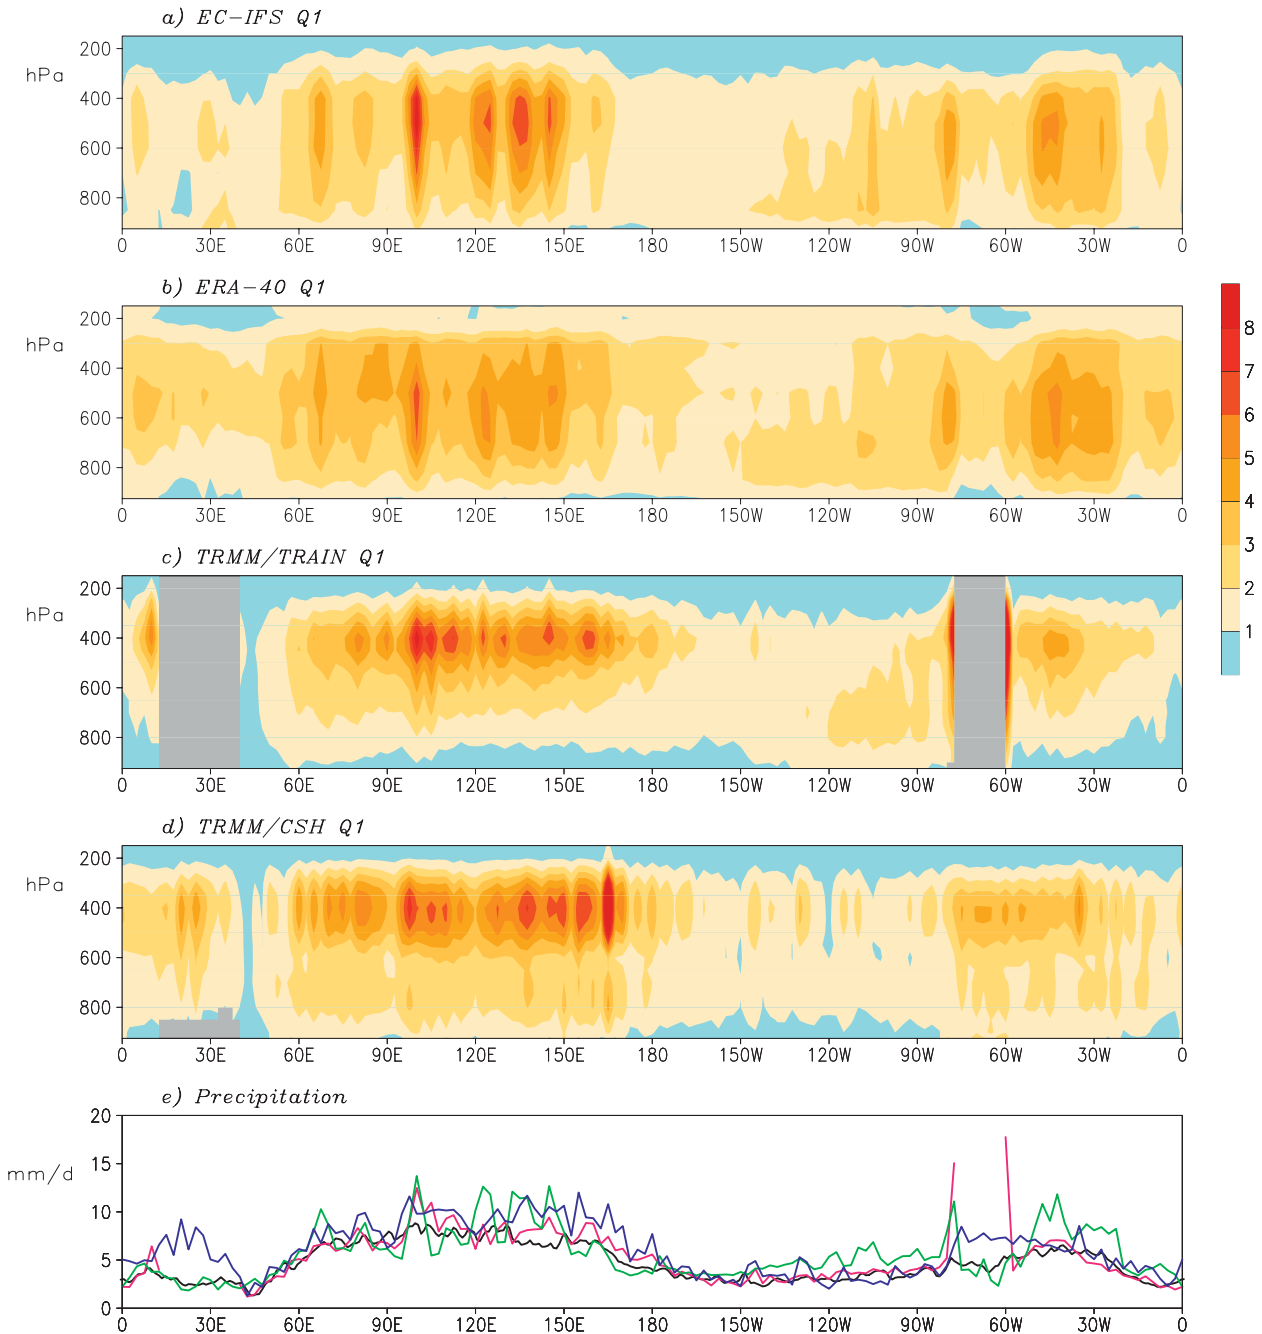 a) EC-IFS Q1
hPa
200
400
600
800
0 30E 60E 90E 120E 150E 180 150W 120W 90W 60W 30W 0
b) ERA-40 Q1
hPa
200
400
600
800
0 30E 60E 90E 120E 150E 180 150W 120W 90W 60W 30W 0
8
7
6
5
4
3
2
1
c) TRMM/TRAIN Q1
hPa
200
400
600
800
0 30E 60E 90E 120E 150E 180 150W 120W 90W 60W 30W 0
d) TRMM/CSH Q1
hPa
200
400
600
800
0 30E 60E 90E 120E 150E 180 150W 120W 90W 60W 30W 0
e) Precipitation
mm/d
20
15
10
5
0
0 30E 60E 90E 120E 150E 180 150W 120W 90W 60W 30W 0